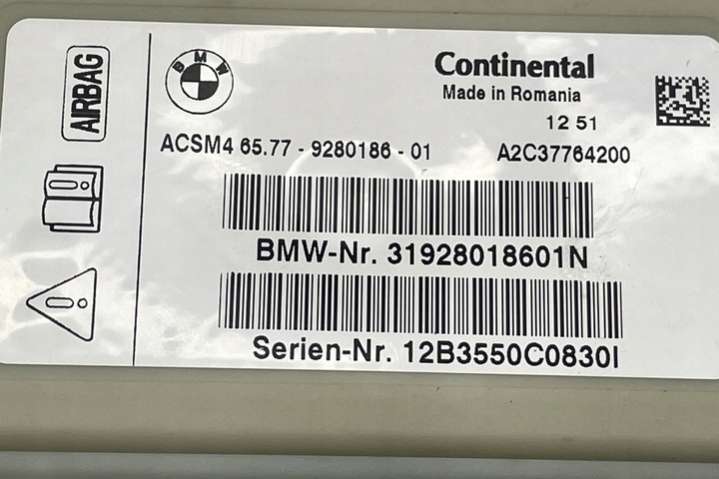 AIRBAG
BMW
Continental
Made in Romania
12 51
ACSM4 65.77 - 9280186 - 01 A2C37764200
BMW-Nr. 31928018601N
Serien-Nr. 12B3550C0830I